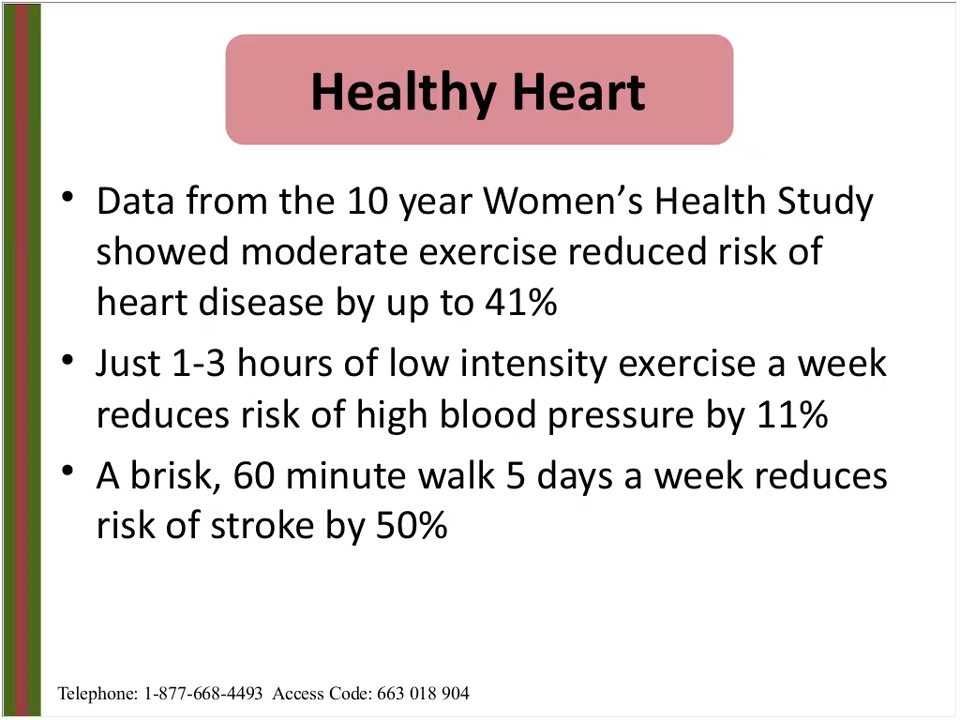 Healthy Heart
• Data from the 10 year Women’s Health Study
showed moderate exercise reduced risk of
heart disease by up to 41%
• Just 1-3 hours of low intensity exercise a week
reduces risk of high blood pressure by 11%
• A brisk, 60 minute walk 5 days a week reduces
risk of stroke by 50%
Telephone: 1-877-668-4493 Access Code: 663 018 904